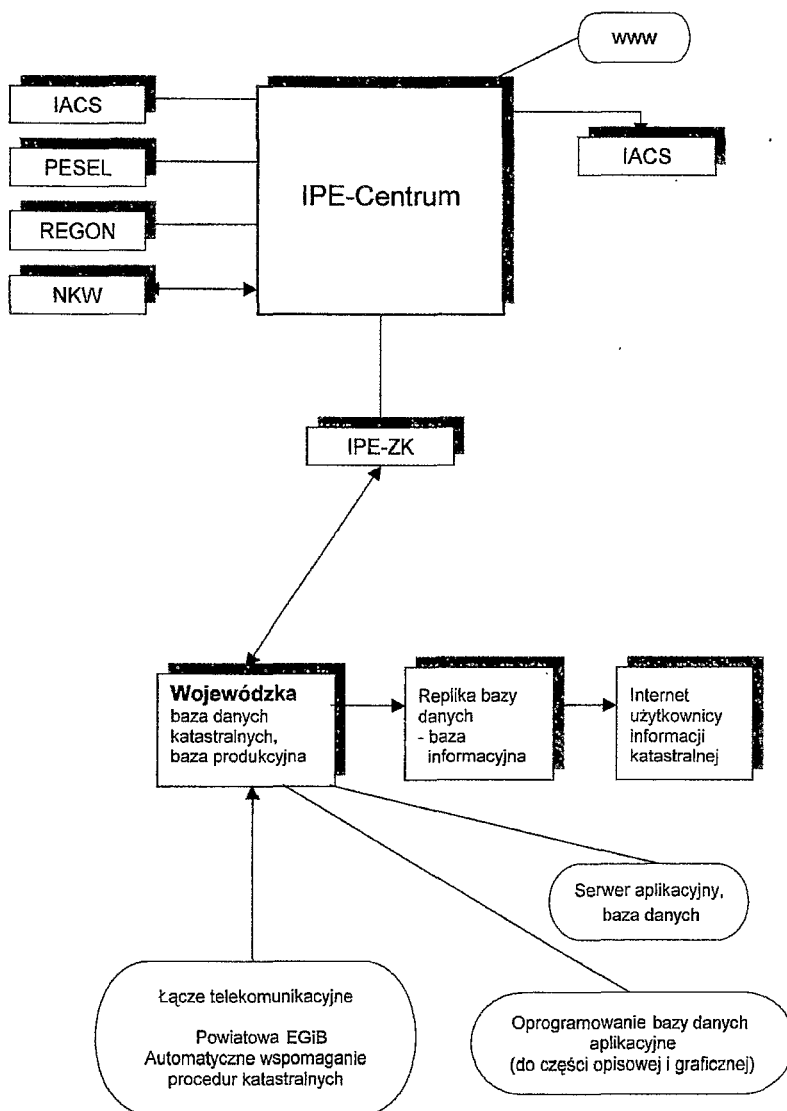 www
IACS
PESEL
REGON
NKW
IPE-Centrum
IACS
IPE-ZK
Wojewódzka
baza danych
katastralnych,
baza produkcyjna
Replika bazy
danych
- baza
informacyjna
Internet
użytkownicy
informacji
katastralnej
Serwer aplikacyjny,
baza danych
Łącze telekomunikacyjne
Powiatowa EGiB
Automatyczne wspomaganie
procedur katastralnych
Oprogramowanie bazy danych
aplikacyjne
(do części opisowej i graficznej)